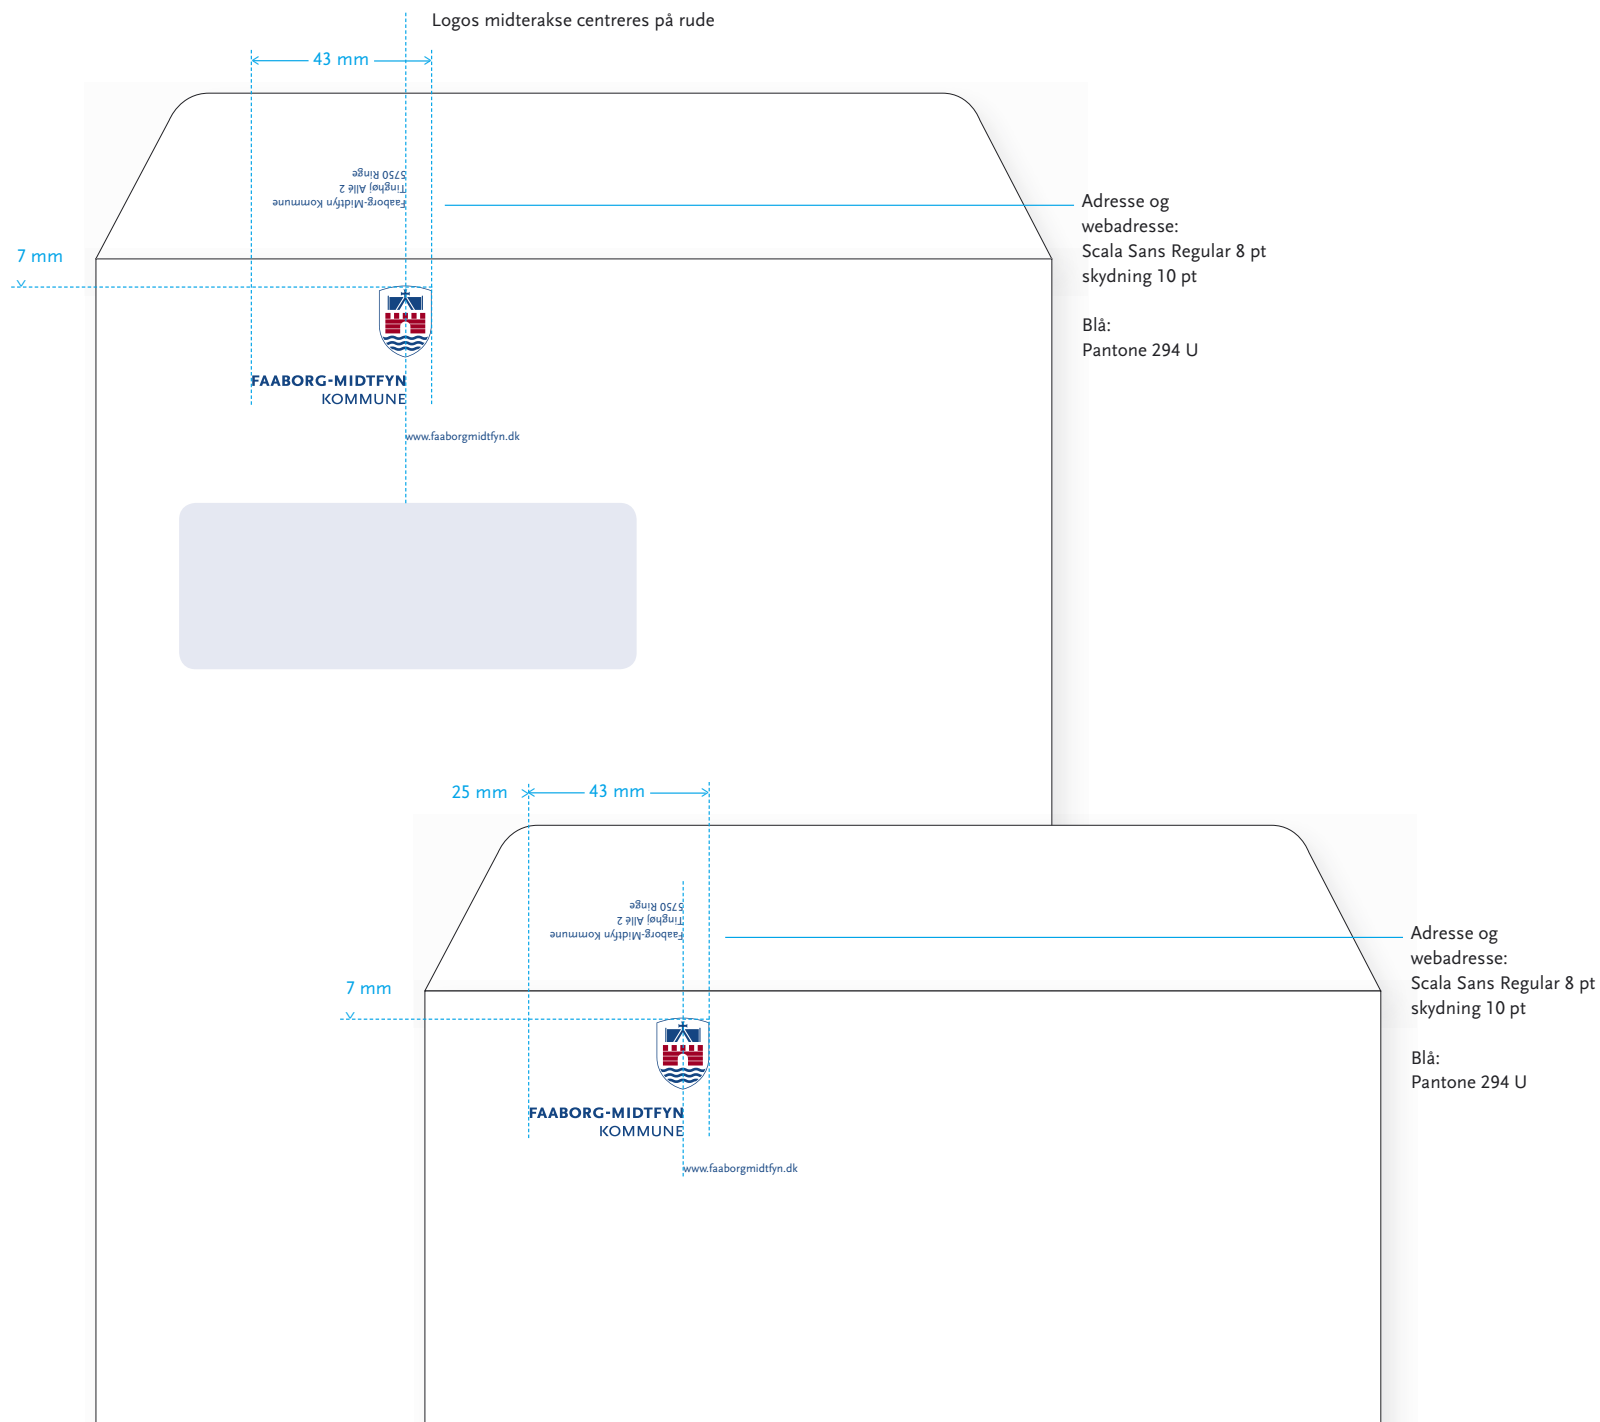 Logos midterakse centreres på rude
43 mm
Faaborg-Midtfyn Kommune
Tinghøj Allé 2
5750 Ringe
Adresse og
webadresse:
Scala Sans Regular 8 pt
skydning 10 pt
Blå:
Pantone 294 U
7 mm
FAABORG-MIDTFYN
KOMMUNE
www.faaborgmidtfyn.dk
25 mm
43 mm
Faaborg-Midtfyn Kommune
Tinghøj Allé 2
5750 Ringe
Adresse og
webadresse:
Scala Sans Regular 8 pt
skydning 10 pt
Blå:
Pantone 294 U
7 mm
FAABORG-MIDTFYN
KOMMUNE
www.faaborgmidtfyn.dk